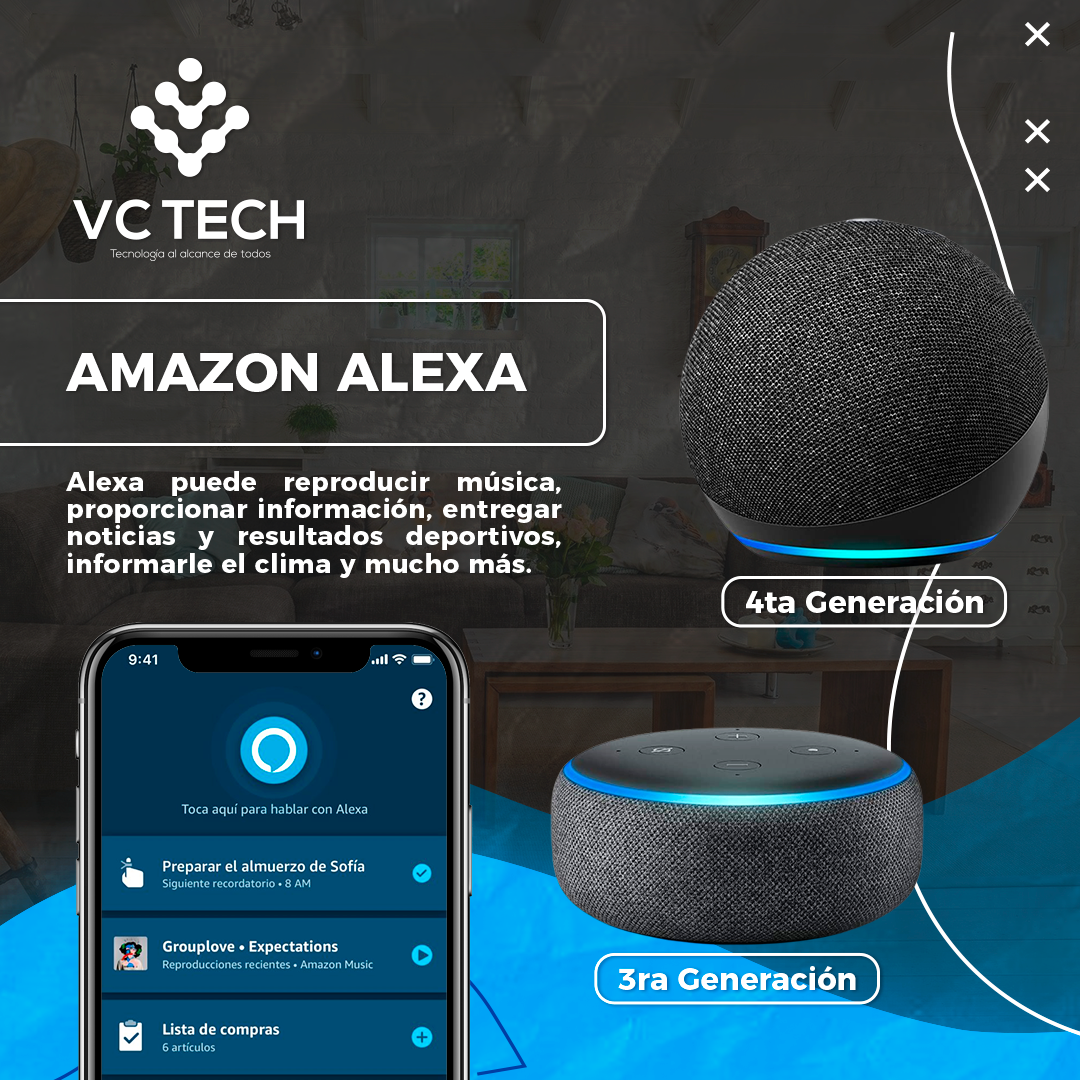 VC TECH
Tecnología al alcance de todos
AMAZON ALEXA
Alexa puede reproducir música,
proporcionar información, entregar
noticias y resultados deportivos,
informarle el clima y mucho más.
4ta Generación
9:41
?
Toca aquí para hablar con Alexa
Preparar el almuerzo de Sofía
Siguiente recordatorio • 8 AM
Grouplove • Expectations
Reproducciones recientes • Amazon Music
Lista de compras
6 artículos
3ra Generación